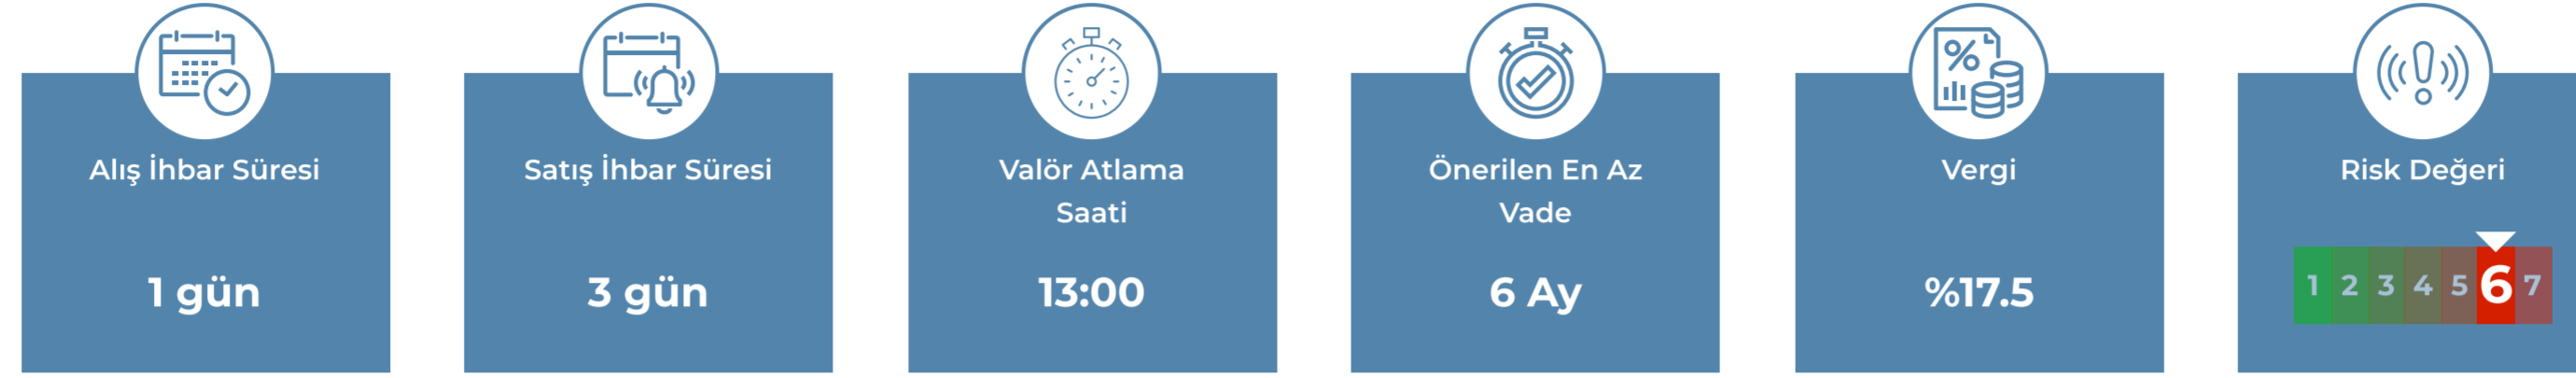 Alış İhbar Süresi
1 gün
Satış İhbar Süresi
3 gün
Valör Atlama
Saati
13:00
Önerilen En Az
Vade
6 Ay
Vergi
%17.5
Risk Değeri
1 2 3 4 5 6 7